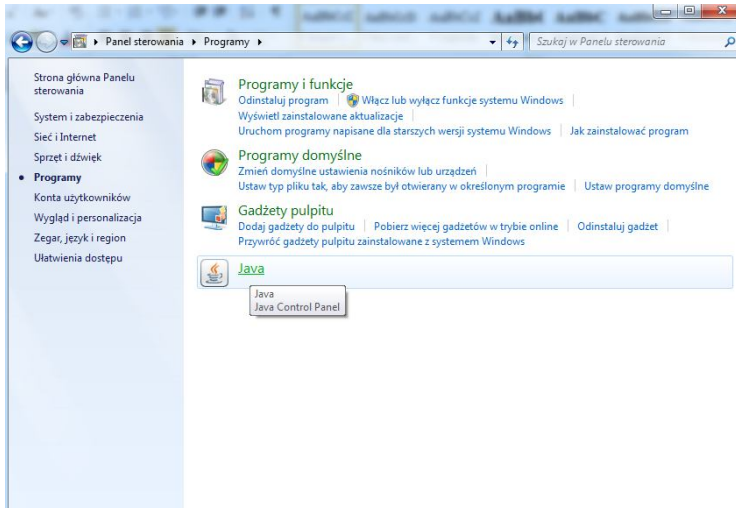 Panel sterowania ▸ Programy ▸
Szukaj w Panelu sterowania
Strona główna Panelu
sterowania
System i zabezpieczenia
Sieć i Internet
Sprzęt i dźwięk
Programy
Konta użytkowników
Wygląd i personalizacja
Zegar, język i region
Ułatwienia dostępu
Programy i funkcje
Odinstaluj program
Włącz lub wyłącz funkcje systemu Windows
Wyświetl zainstalowane aktualizacje
Uruchom programy napisane dla starszych wersji systemu Windows
Jak zainstalować program
Programy domyślne
Zmień domyślne ustawienia nośników lub urządzeń
Ustaw typ pliku tak, aby zawsze był otwierany w określonym programie
Ustaw programy domyślne
Gadżety pulpitu
Dodaj gadżety do pulpitu
Pobierz więcej gadżetów w trybie online
Odinstaluj gadżet
Przywróć gadżety pulpitu zainstalowane z systemem Windows
Java
Java
Java Control Panel